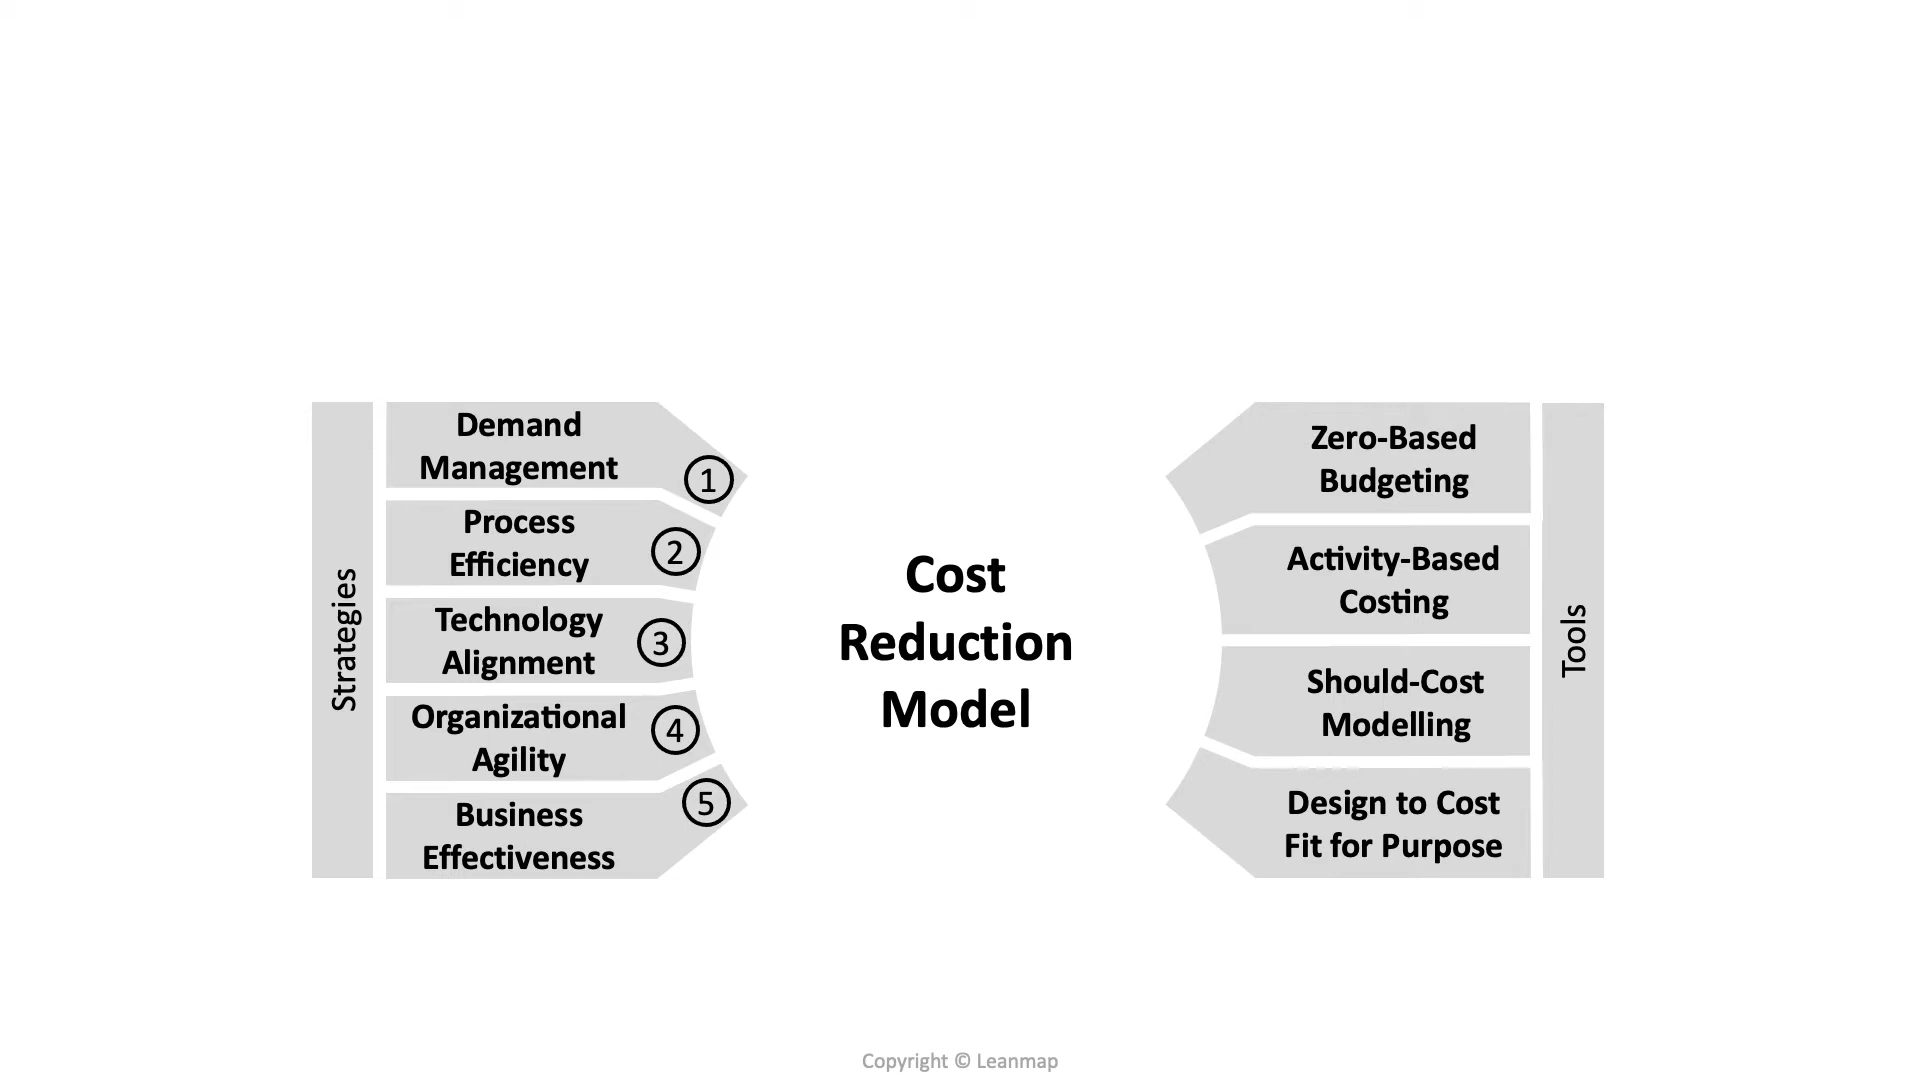 Strategies
Demand
Management
1
Process
Efficiency
2
Technology
Alignment
3
Organizational
Agility
4
Business
Effectiveness
5
Cost
Reduction
Model
Zero-Based
Budgeting
Activity-Based
Costing
Should-Cost
Modelling
Design to Cost
Fit for Purpose
Tools
Copyright © Leanmap